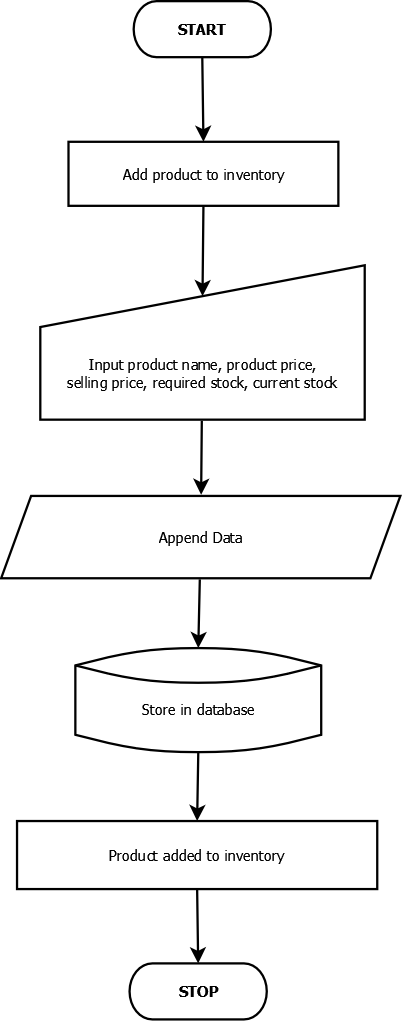 START
Add product to inventory
Input product name, product price,
selling price, required stock, current stock
Append Data
Store in database
Product added to inventory
STOP